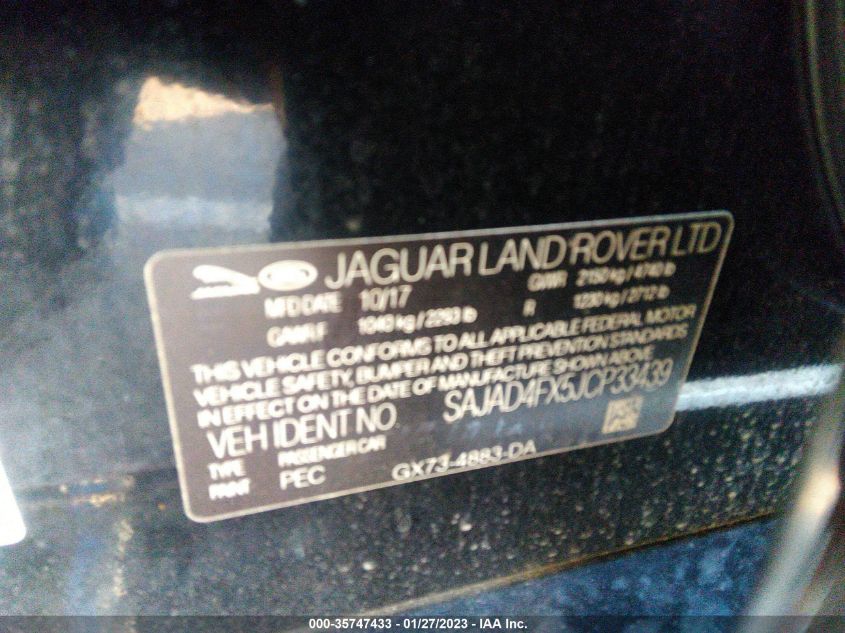 JAGUAR LAND ROVER LTD
MFD DATE 10/17 GVWR 2150 kg / 4740 lb
GAWR F 1040 kg / 2293 lb R 1230 kg / 2712 lb
THIS VEHICLE CONFORMS TO ALL APPLICABLE FEDERAL MOTOR
VEHICLE SAFETY, BUMPER AND THEFT PREVENTION STANDARDS
IN EFFECT ON THE DATE OF MANUFACTURE SHOWN ABOVE
VEH IDENT NO SAJAD4FX5JCP33439
TYPE PASSENGER CAR
PAINT PEC GX73-4883-DA
000-35747433 - 01/27/2023 - IAA Inc.